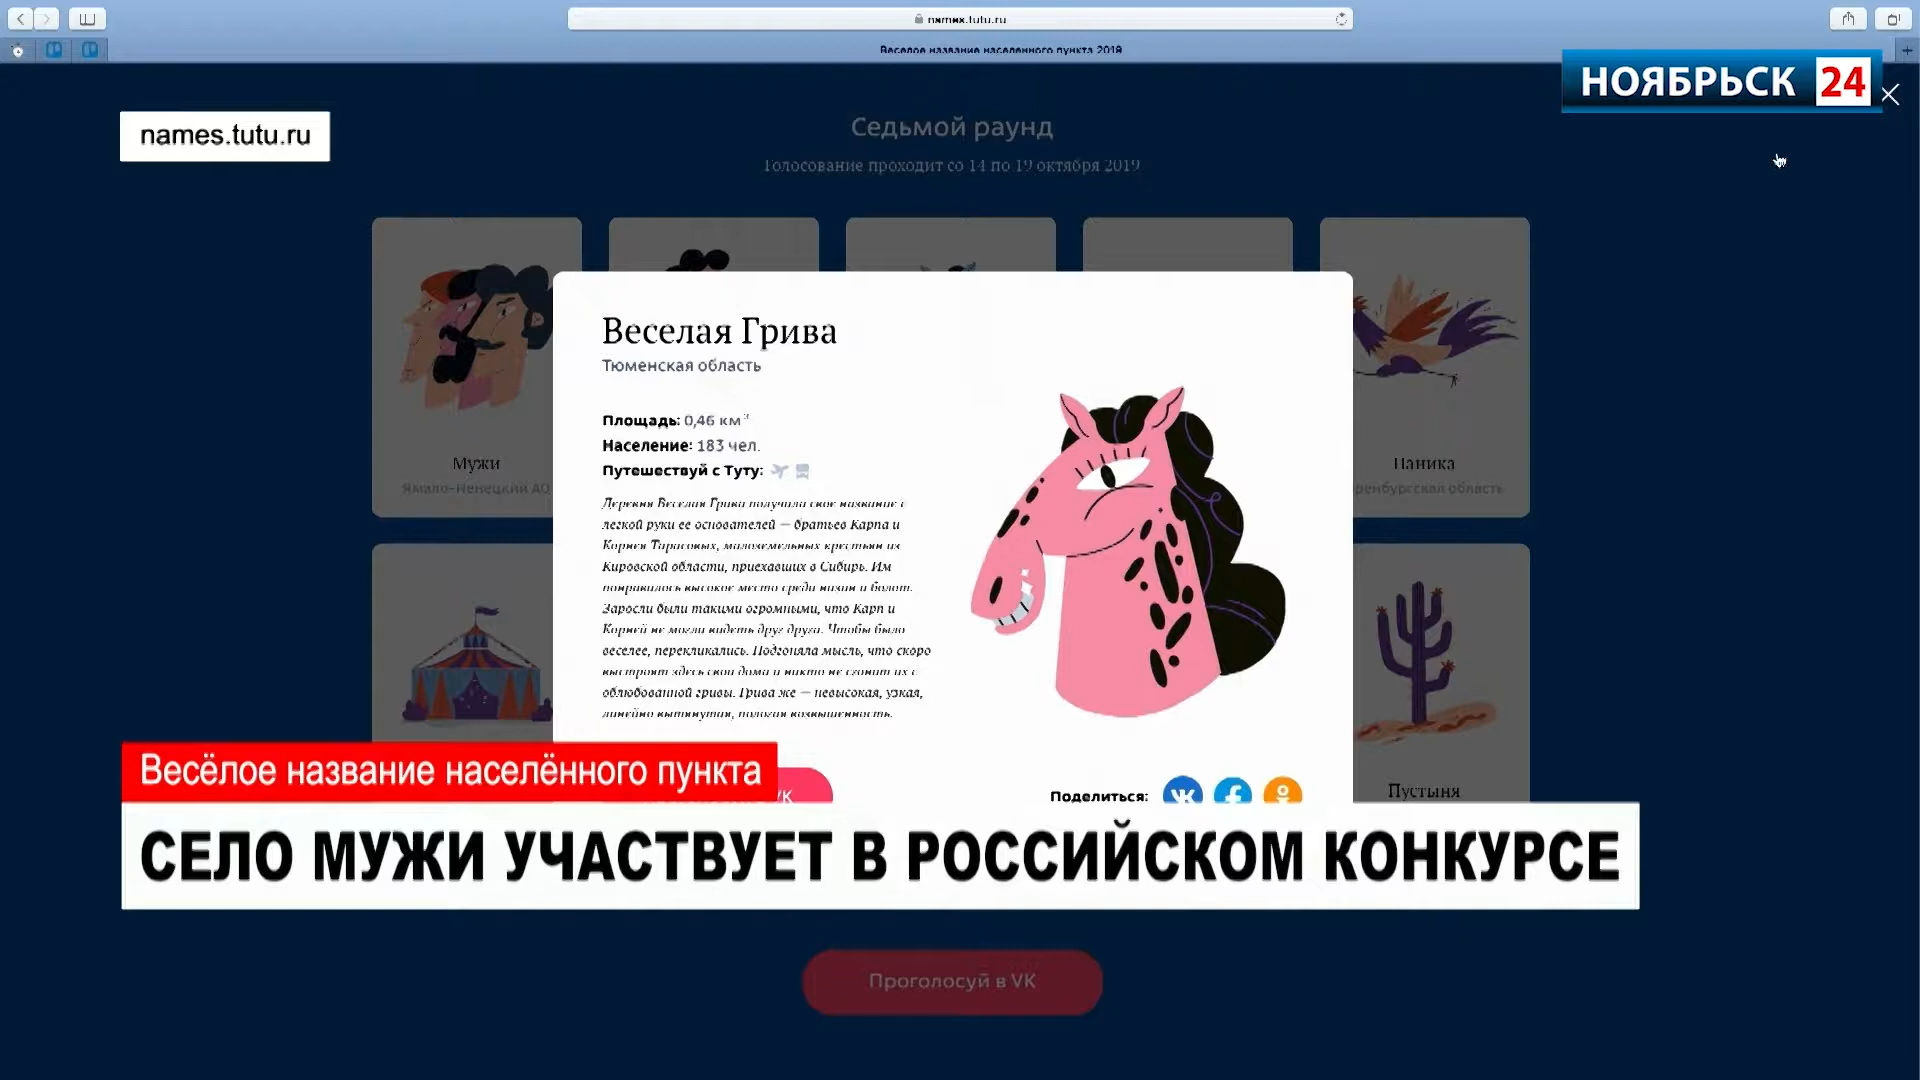 names.tutu.ru
Веселое название населенного пункта 2019
НОЯБРЬСК 24
names.tutu.ru
Седьмой раунд
Голосование проходит со 14 по 19 октября 2019
Веселая Грива
Тюменская область
Площадь: 0,46 км²
Население: 183 чел.
Путешествуй с Туту:
Деревня Веселая Грива получила свое название с
легкой руки ее основателей — братьев Карпа и
Корнея Тарасовых, малоземельных крестьян из
Кировской области, приехавших в Сибирь. Им
понравилось высокое место среди низин и болот.
Заросли были такими огромными, что Карп и
Корней не могли видеть друг друга. Чтобы было
веселее, перекликались. Подгоняла мысль, что скоро
выстроят здесь свои дома и никто не сгонит их с
облюбованной гривы. Грива же — невысокая, узкая,
линейно вытянутая, пологая возвышенность.
Мужи
Ямало-Ненецкий АО
Паника
ренбургская область
Пустыня
Поделиться:
Весёлое название населённого пункта
СЕЛО МУЖИ УЧАСТВУЕТ В РОССИЙСКОМ КОНКУРСЕ
Проголосуй в VK